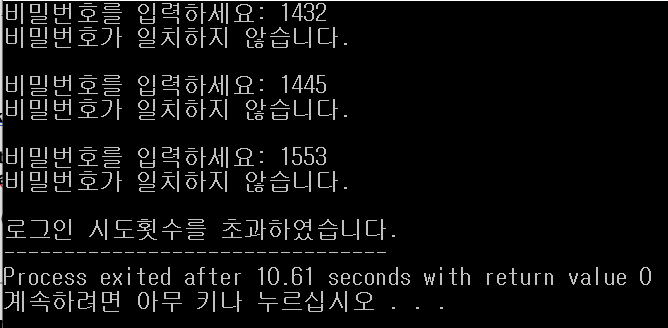 비밀번호를 입력하세요: 1432
비밀번호가 일치하지 않습니다.
비밀번호를 입력하세요: 1445
비밀번호가 일치하지 않습니다.
비밀번호를 입력하세요: 1553
비밀번호가 일치하지 않습니다.
로그인 시도횟수를 초과하였습니다.
--------------------------------
Process exited after 10.61 seconds with return value 0
계속하려면 아무 키나 누르십시오 . . .